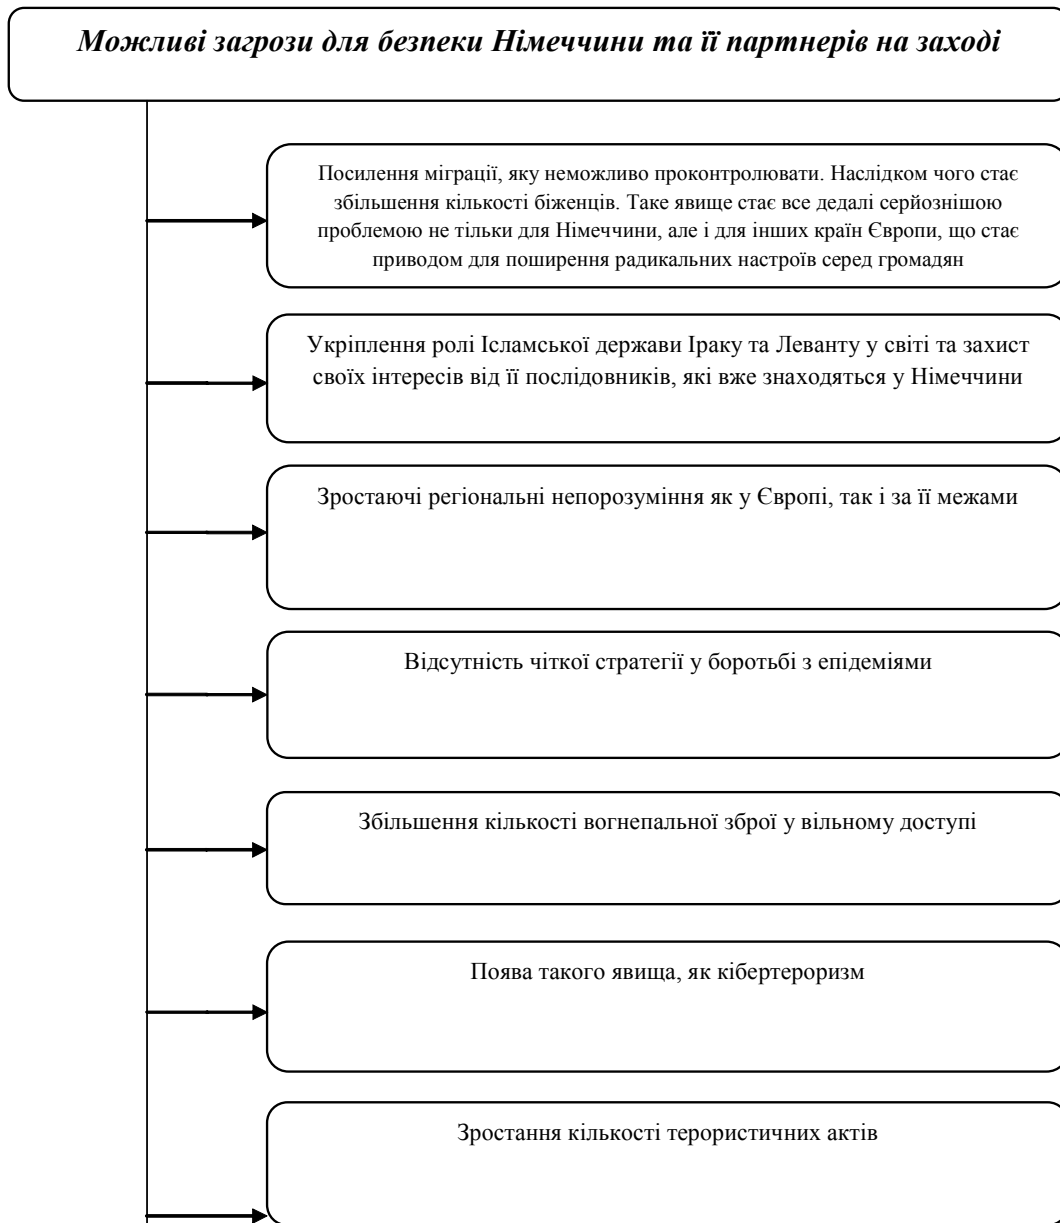 Можливі загрози для безпеки Німеччини та її партнерів на заході
Посилення міграції, яку неможливо проконтролювати. Наслідком чого стає
збільшення кількості біженців. Таке явище стає все дедалі серйознішою
проблемою не тільки для Німеччини, але і для інших країн Європи, що стає
приводом для поширення радикальних настроїв серед громадян
Укріплення ролі Ісламської держави Іраку та Леванту у світі та захист
своїх інтересів від її послідовників, які вже знаходяться у Німеччини
Зростаючі регіональні непорозуміння як у Європі, так і за її межами
Відсутність чіткої стратегії у боротьбі з епідеміями
Збільшення кількості вогнепальної зброї у вільному доступі
Поява такого явища, як кібертероризм
Зростання кількості терористичних актів